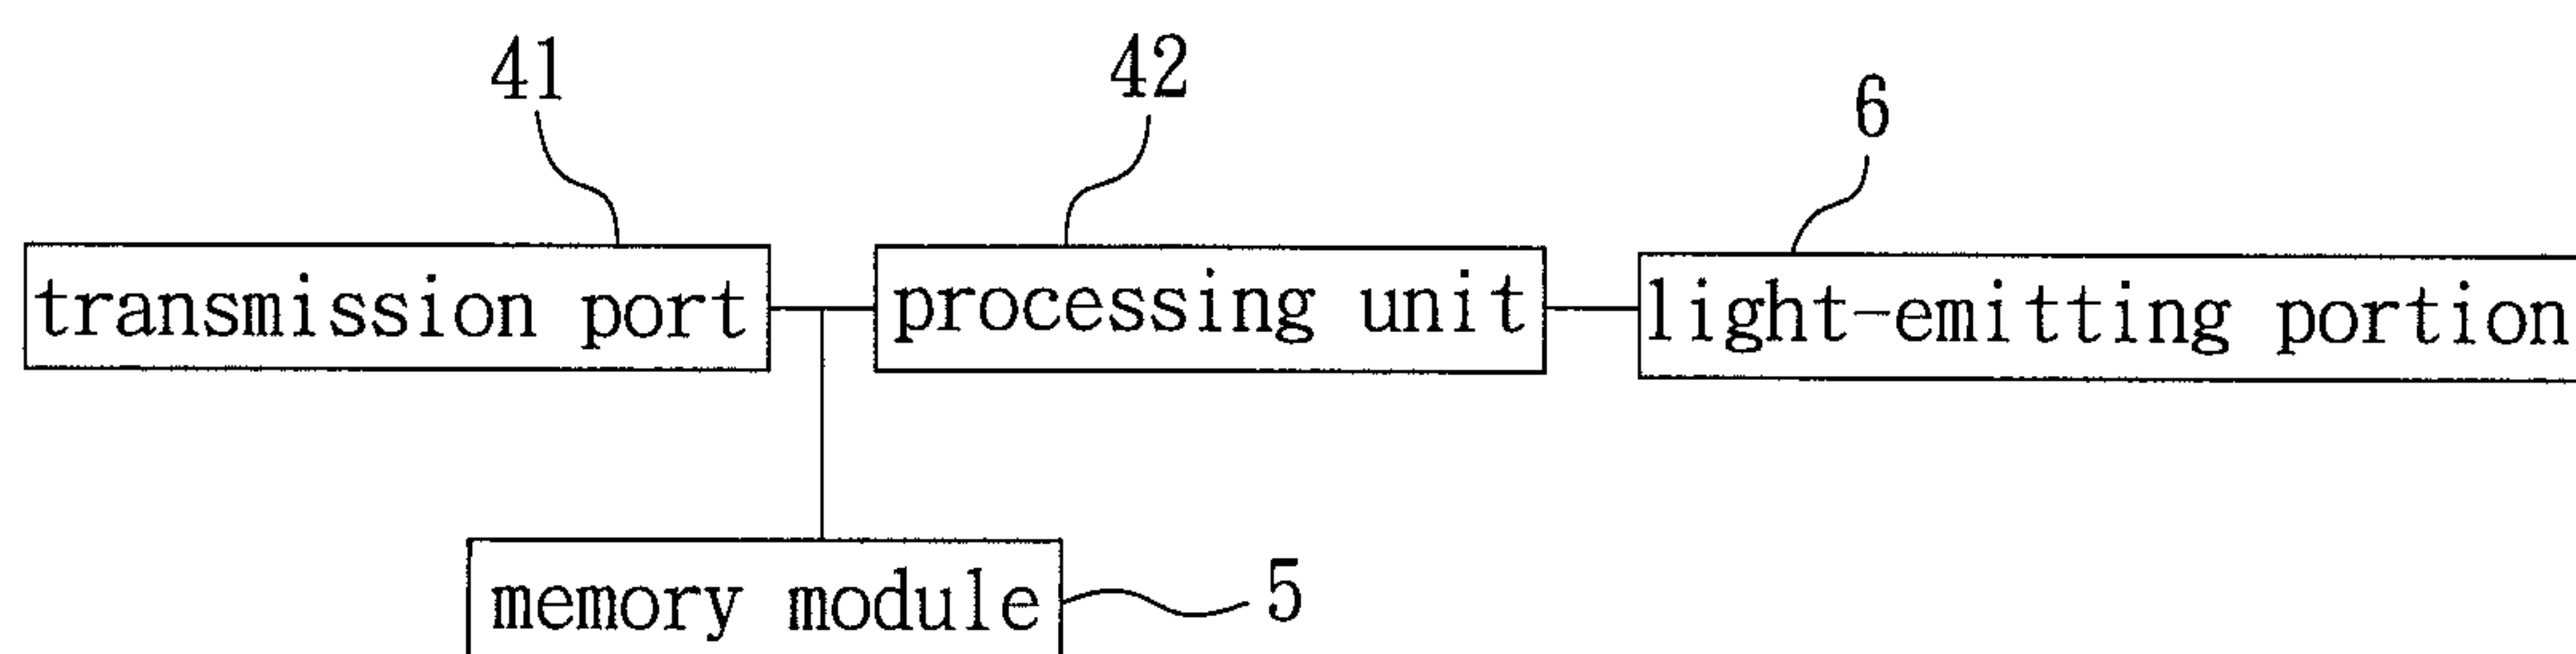 41
42
6
transmission port
processing unit
light-emitting portion
memory module
5